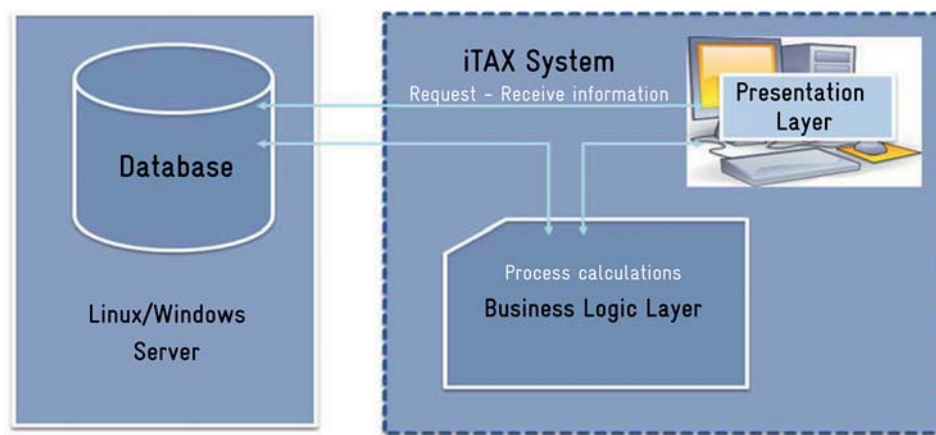 Database
Linux/Windows
Server
iTAX System
Request - Receive information
Presentation
Layer
Process calculations
Business Logic Layer